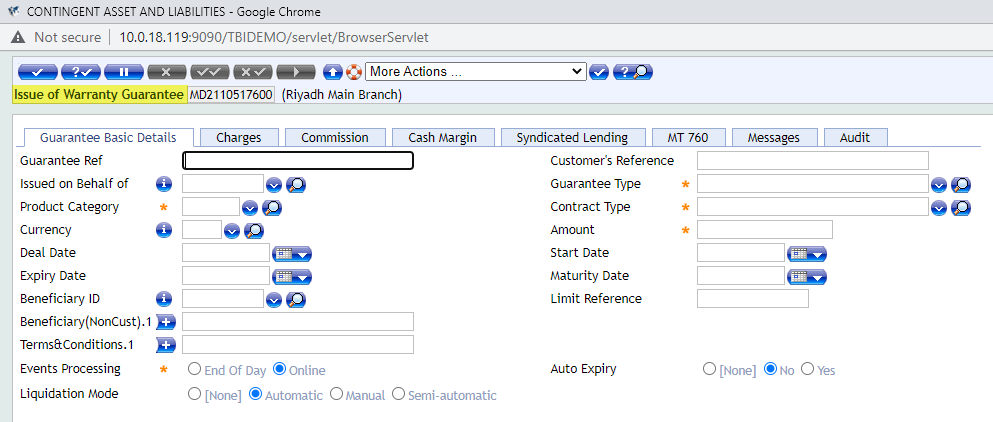 CONTINGENT ASSET AND LIABILITIES - Google Chrome
Not secure | 10.0.18.119:9090/TBIDEMO/servlet/BrowserServlet
More Actions ...
Issue of Warranty Guarantee MD2110517600 (Riyadh Main Branch)
Guarantee Basic Details Charges Commission Cash Margin Syndicated Lending MT 760 Messages Audit
Guarantee Ref Customer's Reference
Issued on Behalf of Guarantee Type *
Product Category * Contract Type *
Currency Amount *
Deal Date Start Date
Expiry Date Maturity Date
Beneficiary ID Limit Reference
Beneficiary(NonCust).1
Terms&Conditions.1
Events Processing * End Of Day Online Auto Expiry [None] No Yes
Liquidation Mode [None] Automatic Manual Semi-automatic